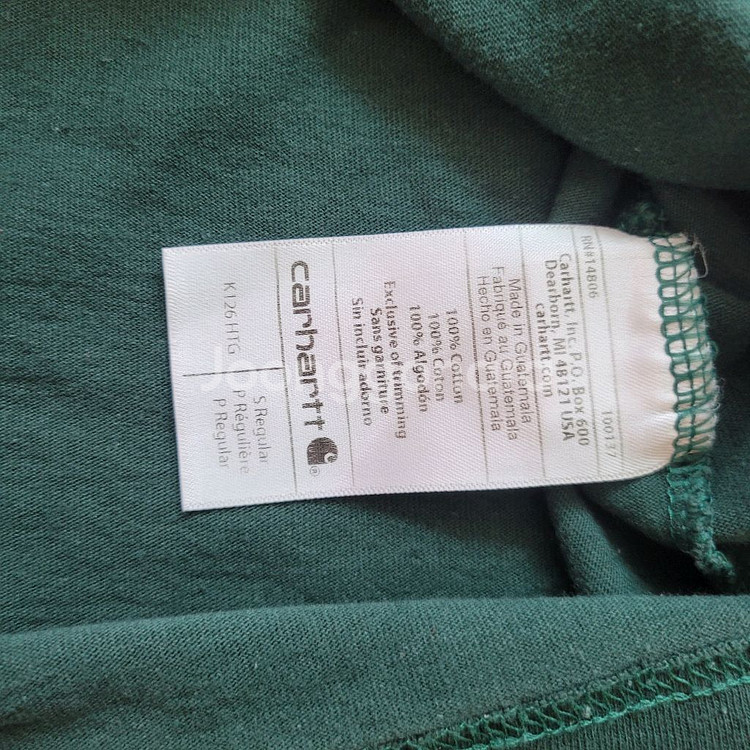 K126 HTG
S Regular
P Régulière
P Regular
carhartt
®
Exclusive of trimming
Sans garniture
Sin incluir adorno
100% Cotton
100% Coton
100% Algodón
Made in Guatemala
Fabriqué au Guatemala
Hecho en Guatemala
Carhartt, Inc. P.O. Box 600
Dearborn, MI 48121 USA
carhartt.com
RN#14806
100177